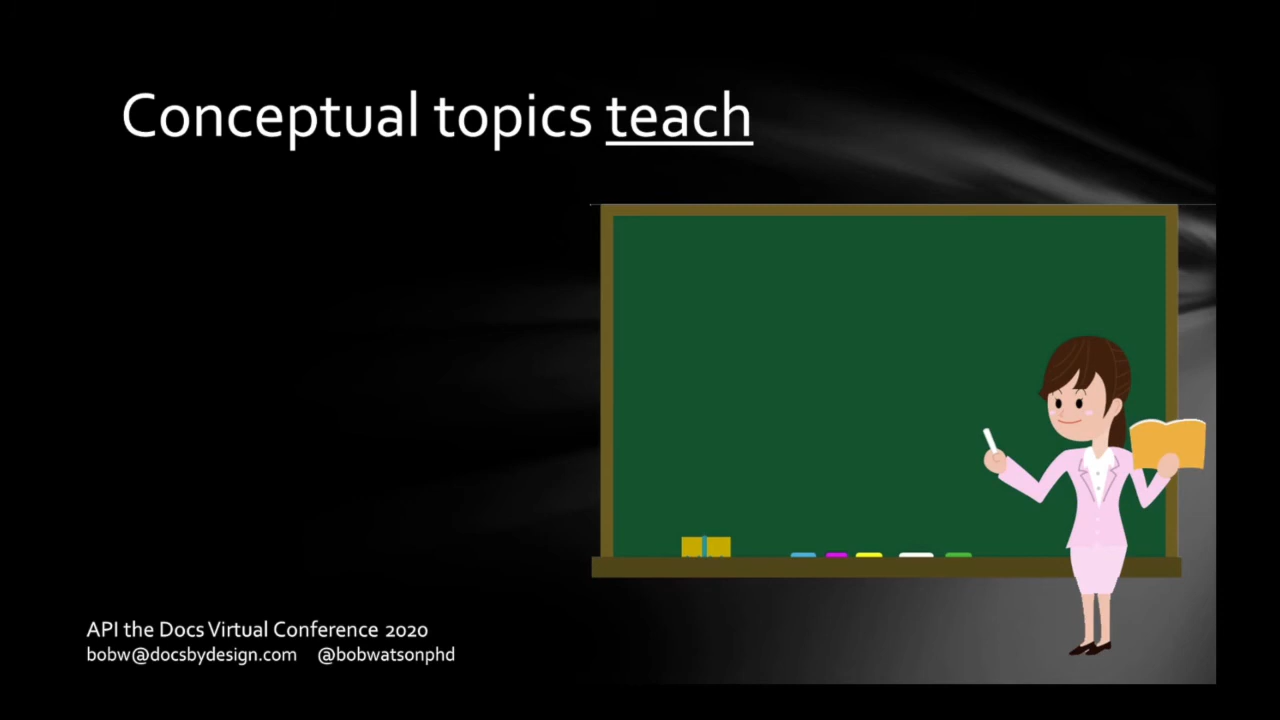 Conceptual topics teach
API the Docs Virtual Conference 2020
bobw@docsbydesign.com @bobwatsonphd